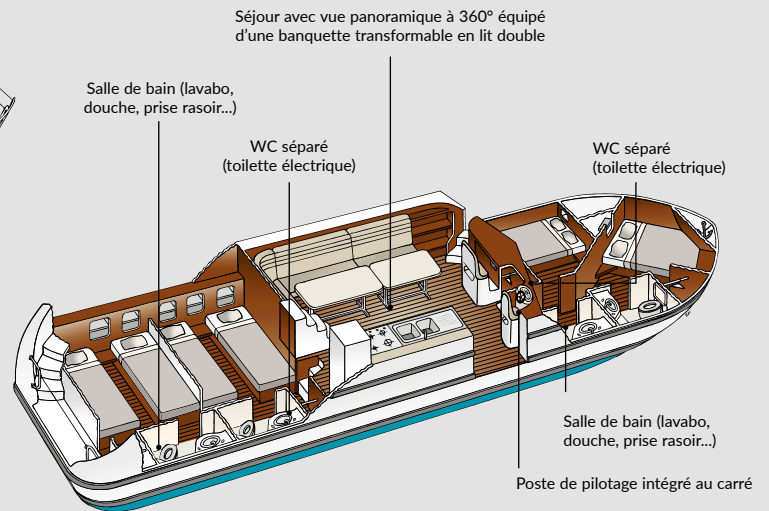 Séjour avec vue panoramique à 360° équipé
d'une banquette transformable en lit double
Salle de bain (lavabo,
douche, prise rasoir...)
WC séparé
(toilette électrique)
WC séparé
(toilette électrique)
Salle de bain (lavabo,
douche, prise rasoir...)
Poste de pilotage intégré au carré